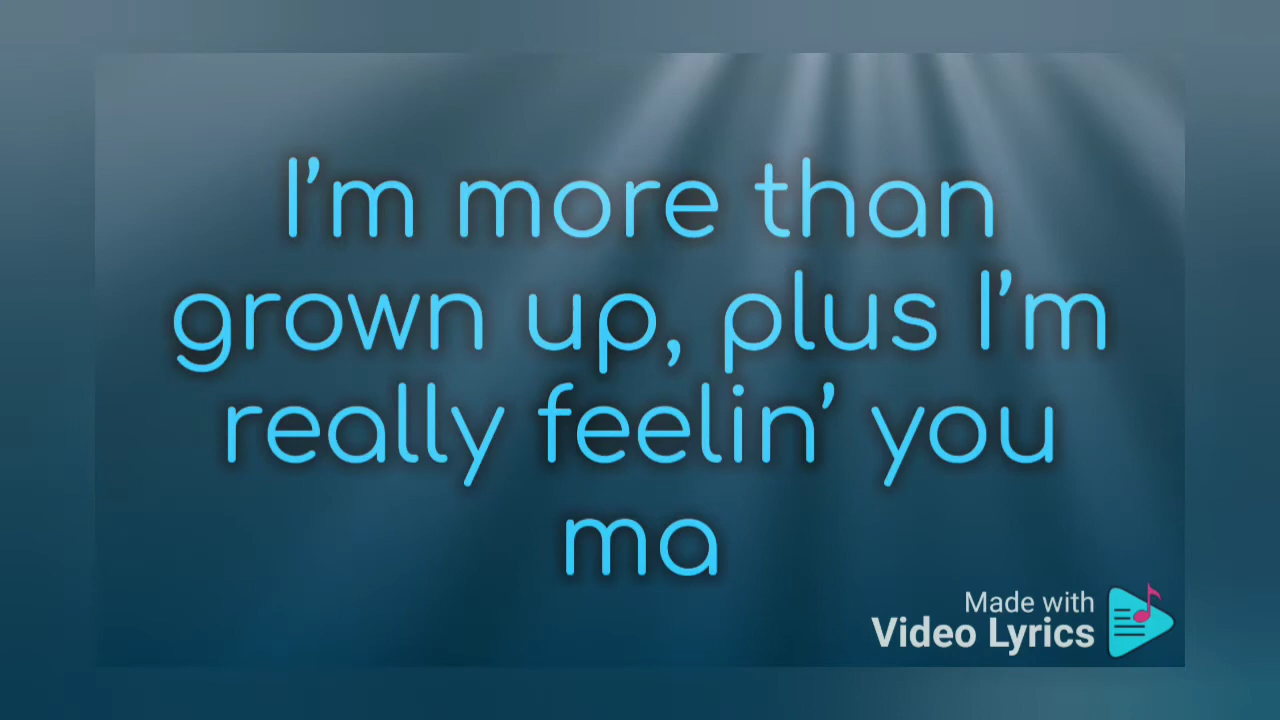 I’m more than
grown up, plus I’m
really feelin’ you
ma
Made with
Video Lyrics